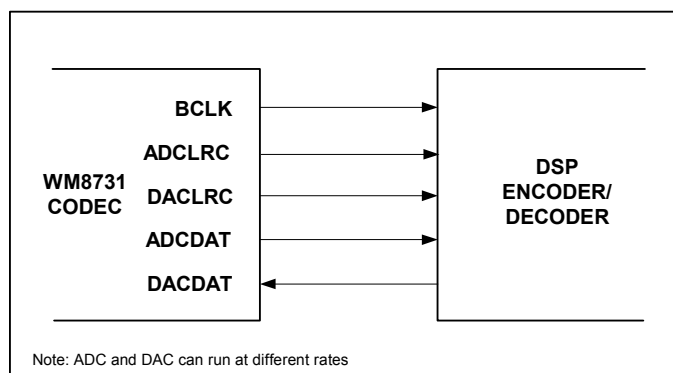 BCLK
ADCLRC
WM8731
CODEC
DACLRC
ADCDAT
DACDAT
DSP
ENCODER/
DECODER
Note: ADC and DAC can run at different rates